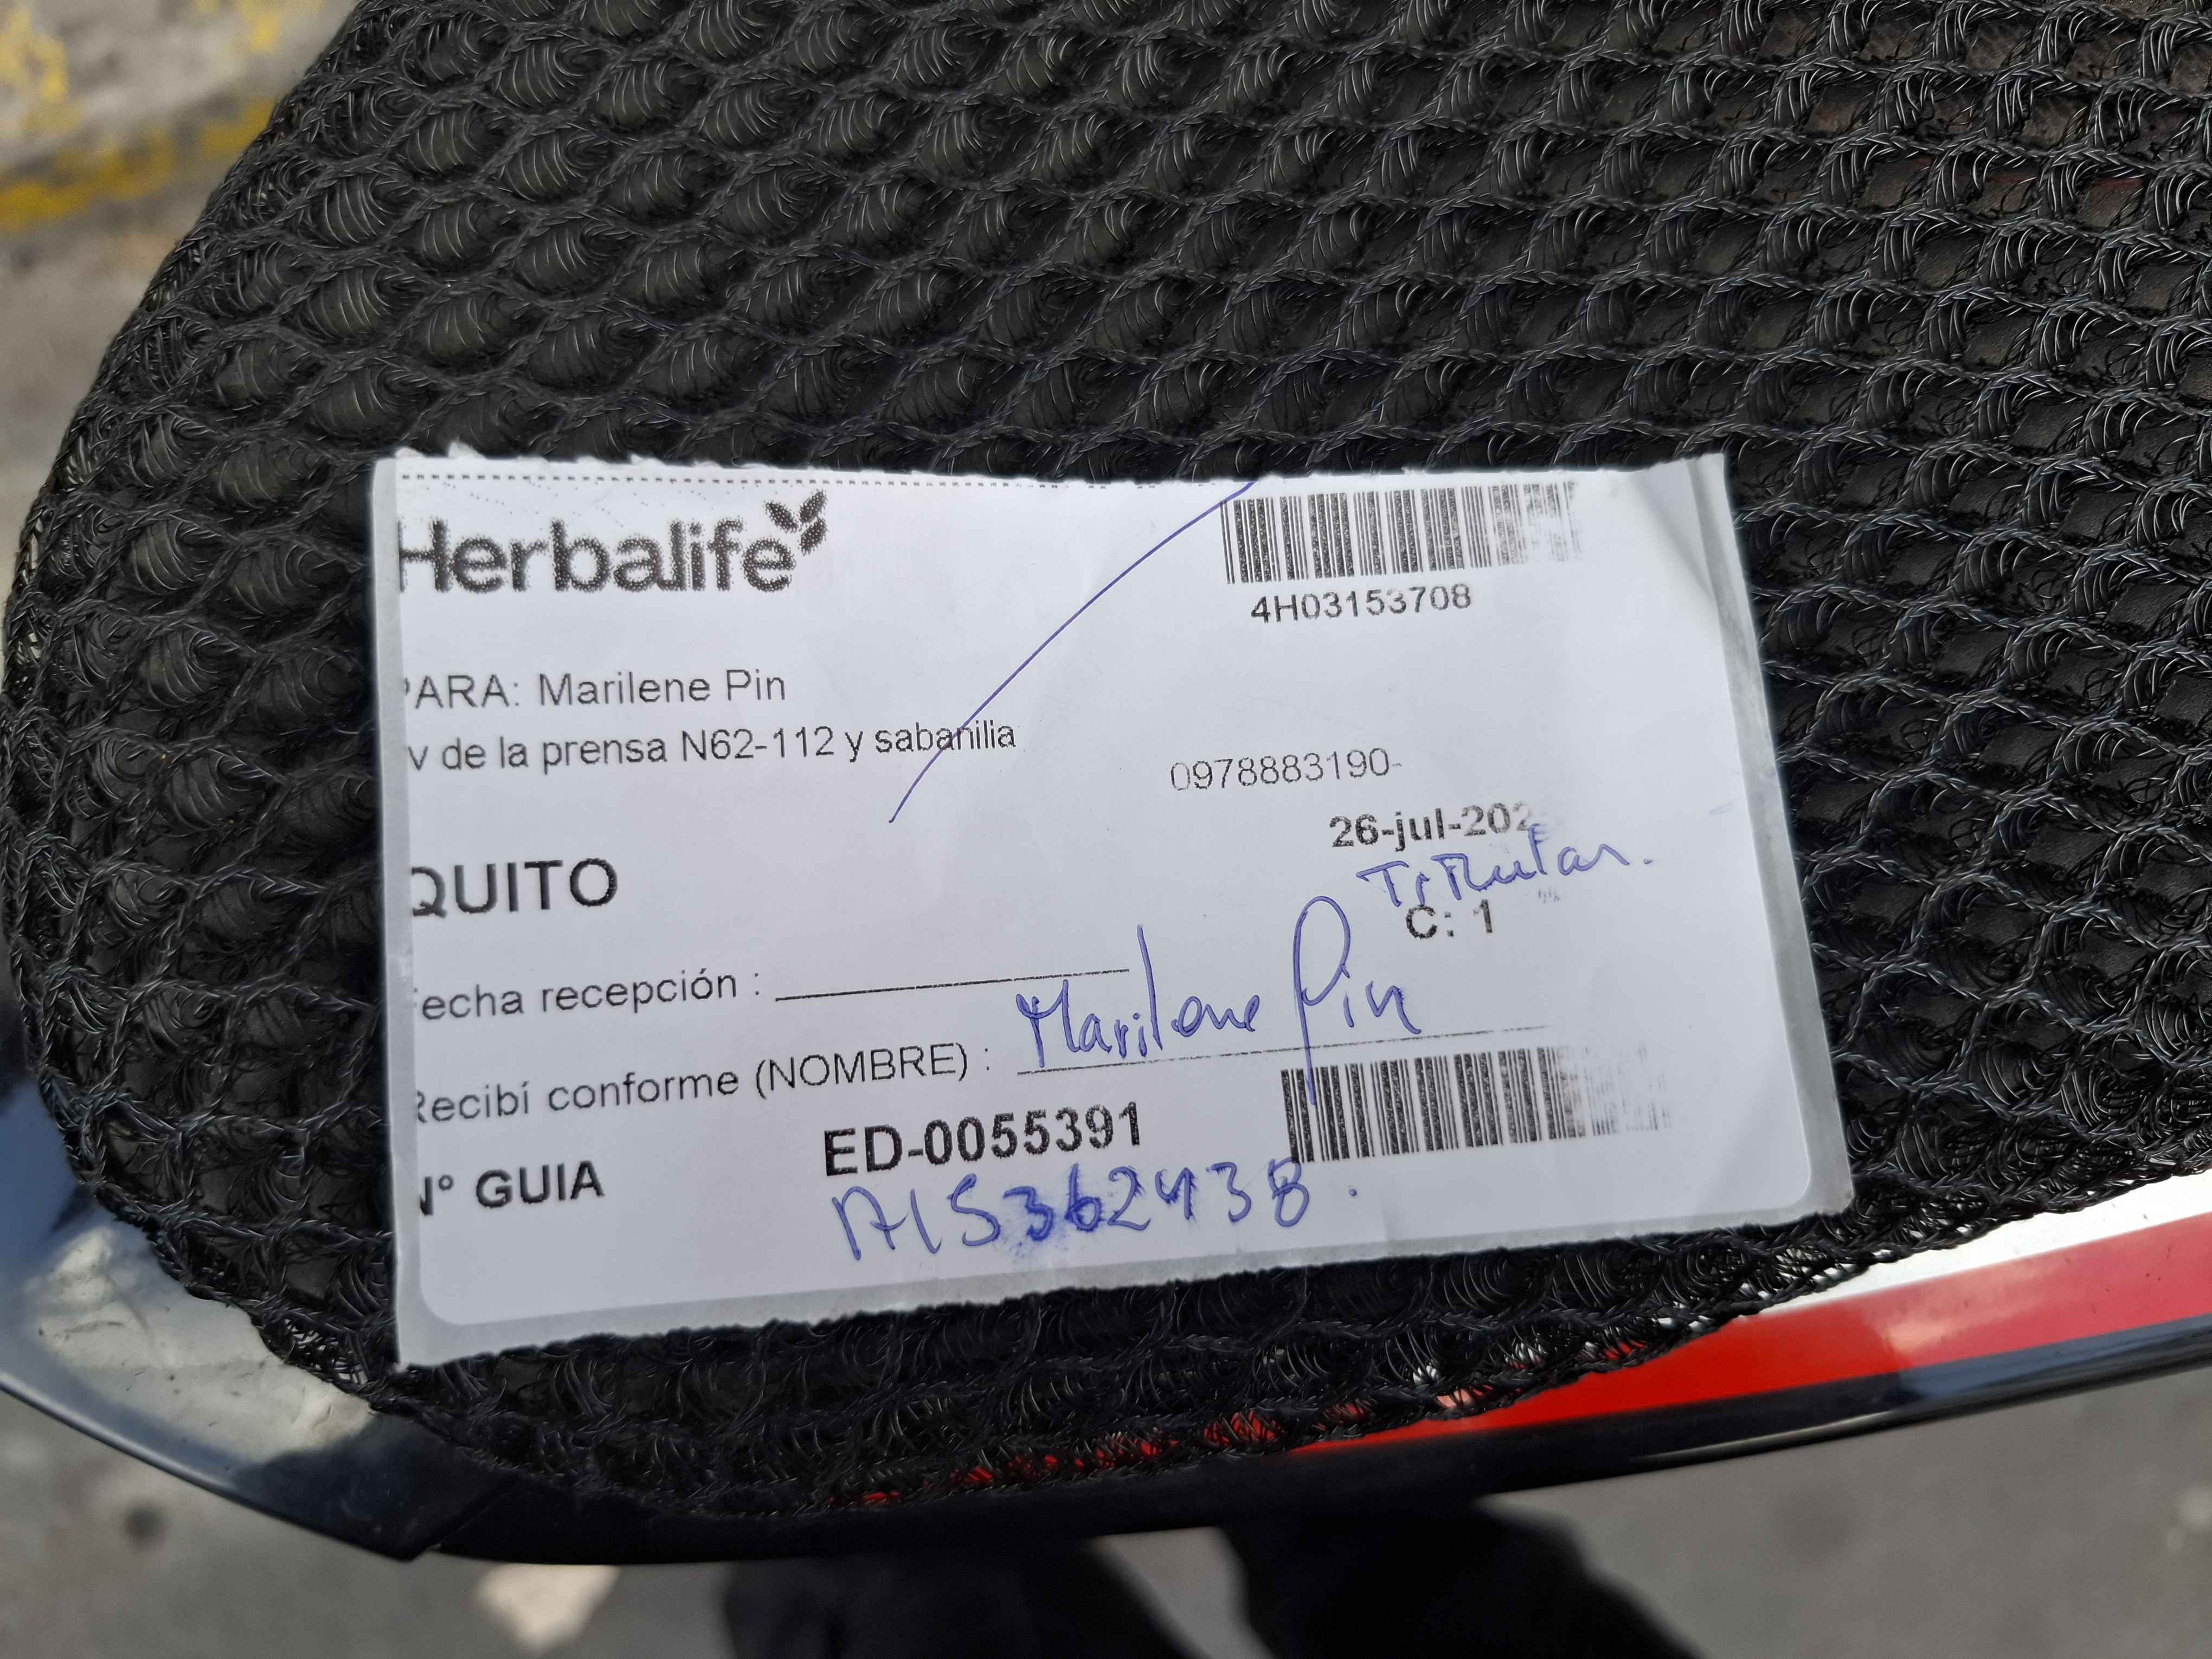 Herbalife
4H03153708
PARA: Marilene Pin
v de la prensa N62-112 y sabanilia
0978883190-
26-jul-202
QUITO
C: 1
Fecha recepción :
Recibí conforme (NOMBRE) : Marilene Pin
N° GUIA ED-0055391